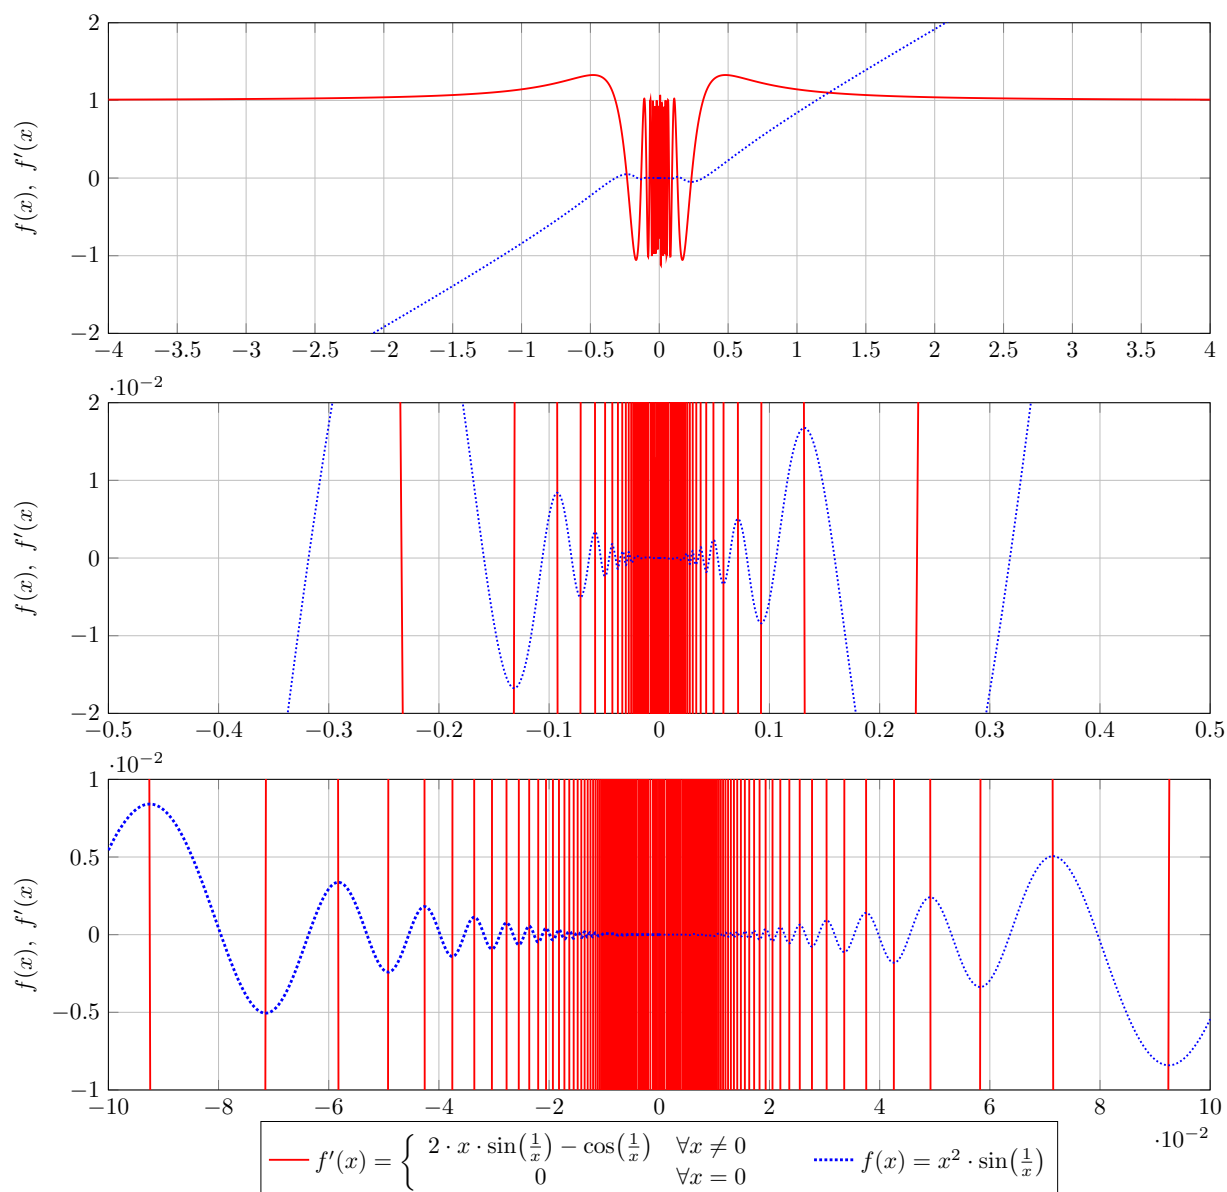 2
1
0
−1
−2
f(x), f′(x)
−4 −3.5 −3 −2.5 −2 −1.5 −1 −0.5 0 0.5 1 1.5 2 2.5 3 3.5 4
·10−2
2
1
0
−1
−2
f(x), f′(x)
−0.5 −0.4 −0.3 −0.2 −0.1 0 0.1 0.2 0.3 0.4 0.5
·10−2
1
0.5
0
−0.5
−1
f(x), f′(x)
−10 −8 −6 −4 −2 0 2 4 6 8 10
·10−2
f′(x) = { 2 · x · sin(1/x) − cos(1/x) ∀x ≠ 0
0 ∀x = 0
f(x) = x² · sin(1/x)